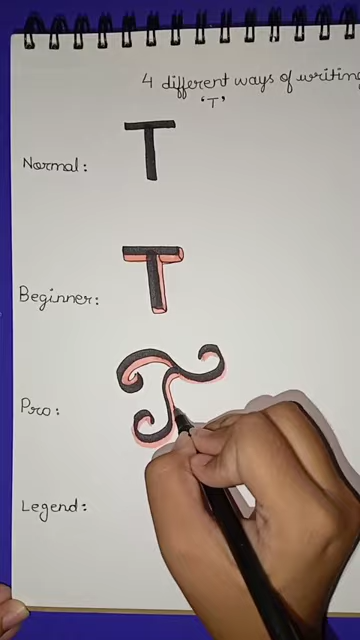 4 different ways of writing
'T'
Normal: T
Beginner: T
Pro: T
Legend: